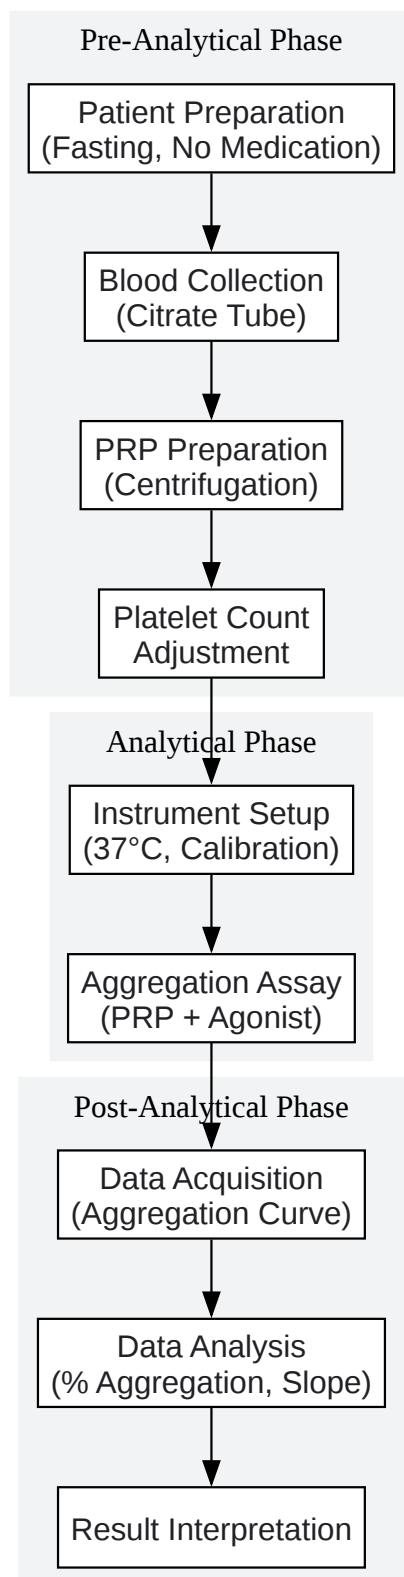 Pre-Analytical Phase
Patient Preparation
(Fasting, No Medication)
Blood Collection
(Citrate Tube)
PRP Preparation
(Centrifugation)
Platelet Count
Adjustment
Analytical Phase
Instrument Setup
(37°C, Calibration)
Aggregation Assay
(PRP + Agonist)
Post-Analytical Phase
Data Acquisition
(Aggregation Curve)
Data Analysis
(% Aggregation, Slope)
Result Interpretation